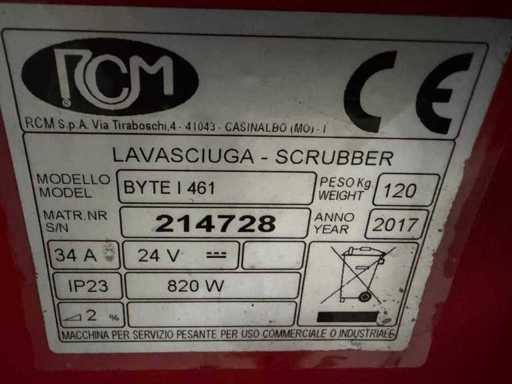 RCM
CE
RCM S.p.A. Via Tiraboschi,4 - 41043 - CASINALBO (MO) - I
LAVASCIUGA - SCRUBBER
MODELLO
MODEL
BYTE I 461
PESO Kg.
WEIGHT
120
MATR.NR
S/N
214728
ANNO
YEAR
2017
34 A
24 V
IP23
820 W
2 %
MACCHINA PER SERVIZIO PESANTE PER USO COMMERCIALE O INDUSTRIALE